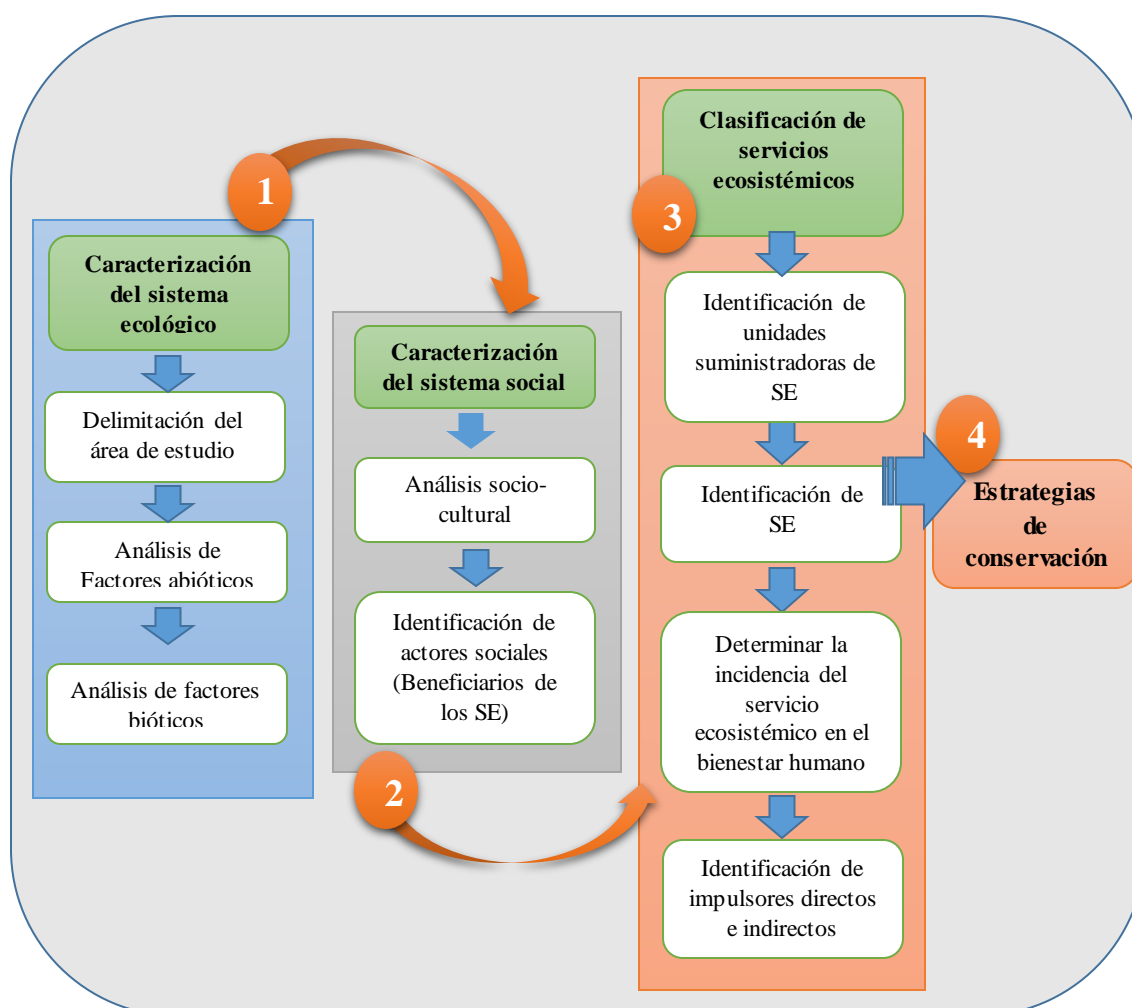 1
Caracterización
del sistema
ecológico
Delimitación del
área de estudio
Análisis de
Factores abióticos
Análisis de factores
bióticos
2
Caracterización
del sistema social
Análisis socio-
cultural
Identificación de
actores sociales
(Beneficiarios de
los SE)
3
Clasificación de
servicios
ecosistémicos
Identificación de
unidades
suministradoras de
SE
Identificación de
SE
Determinar la
incidencia del
servicio
ecosistémico en el
bienestar humano
Identificación de
impulsores directos
e indirectos
4
Estrategias
de
conservación